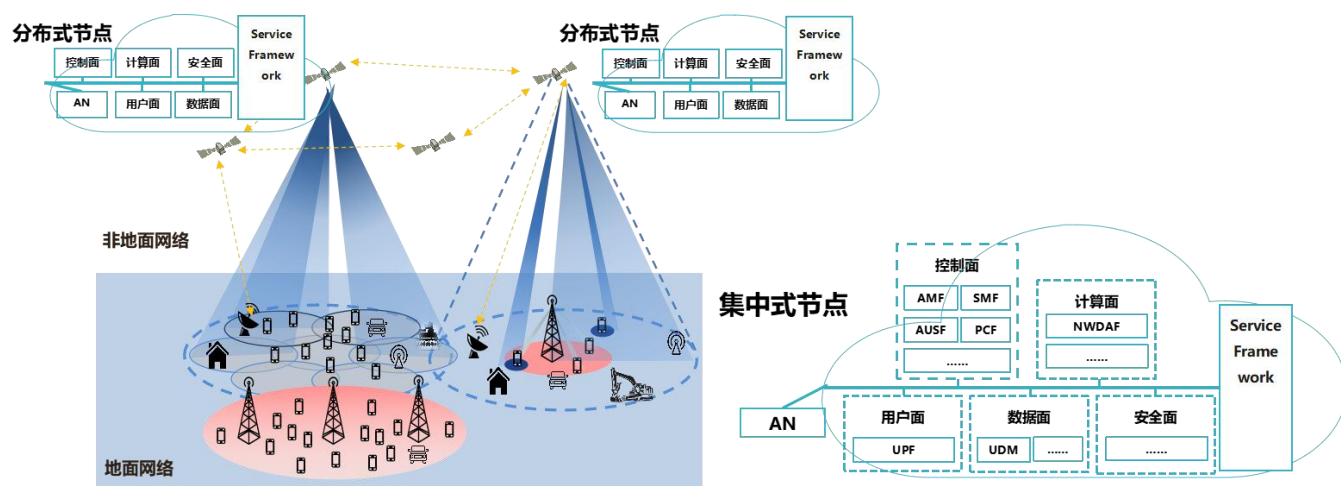 分布式节点
控制面
计算面
安全面
AN
用户面
数据面
Service
Framew
ork
分布式节点
控制面
计算面
安全面
AN
用户面
数据面
Service
Framew
ork
非地面网络
地面网络
集中式节点
控制面
AMF
SMF
AUSF
PCF
......
计算面
NWDAF
......
Service
Frame
work
AN
用户面
UPF
数据面
UDM
......
安全面
......